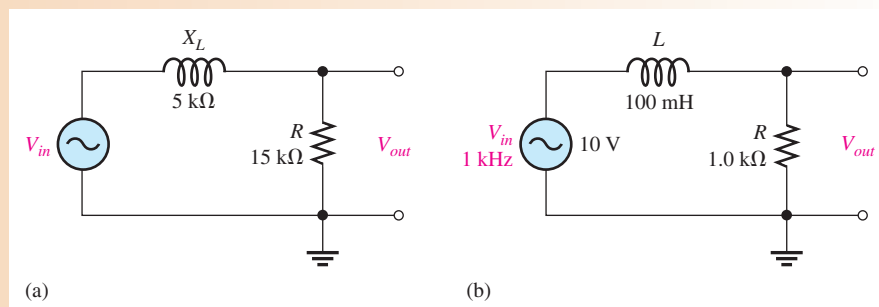 X_L
5 kΩ
V_in
R
15 kΩ
V_out
(a)
L
100 mH
V_in
1 kHz
10 V
R
1.0 kΩ
V_out
(b)